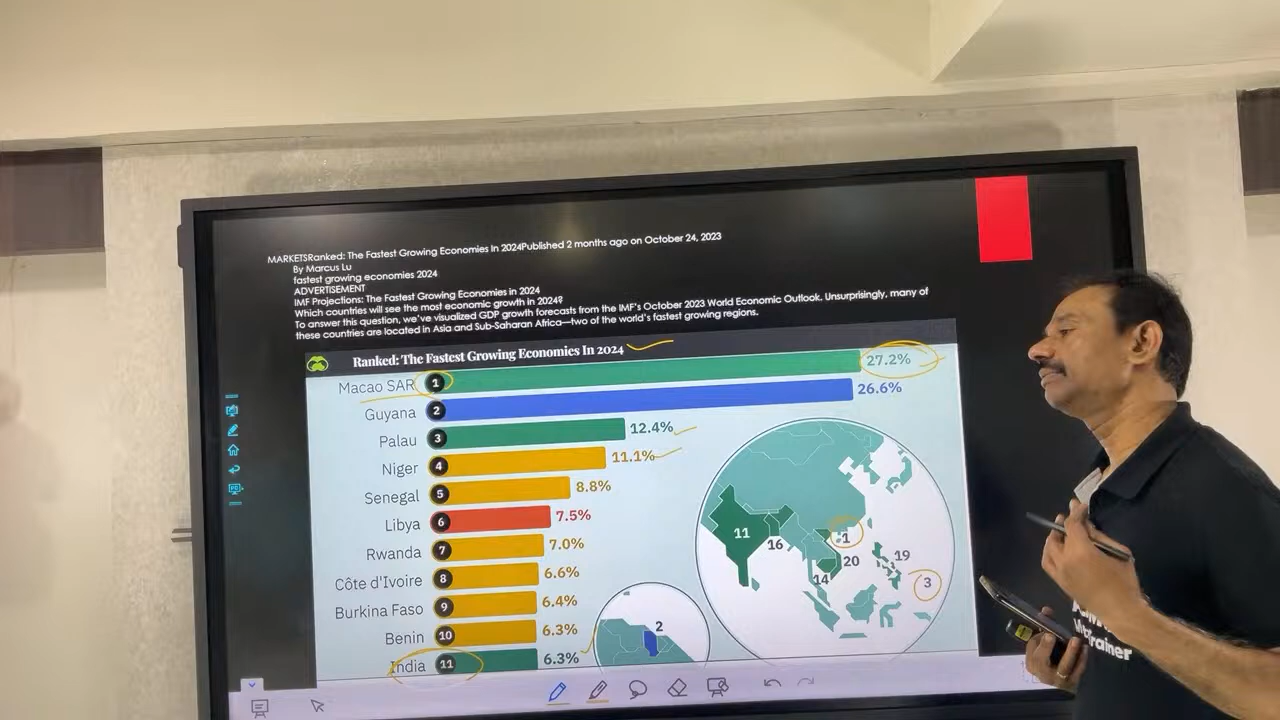 MARKETSRanked: The Fastest Growing Economies In 2024Published 2 months ago on October 24, 2023
By Marcus Lu
fastest growing economies 2024
ADVERTISEMENT
IMF Projections: The Fastest Growing Economies in 2024
Which countries will see the most economic growth in 2024?
To answer this question, we've visualized GDP growth forecasts from the IMF's October 2023 World Economic Outlook. Unsurprisingly, many of
these countries are located in Asia and Sub-Saharan Africa—two of the world's fastest growing regions.
Ranked: The Fastest Growing Economies In 2024
Macao SAR 1 27.2%
Guyana 2 26.6%
Palau 3 12.4%
Niger 4 11.1%
Senegal 5 8.8%
Libya 6 7.5%
Rwanda 7 7.0%
Côte d'Ivoire 8 6.6%
Burkina Faso 9 6.4%
Benin 10 6.3%
India 11 6.3%
11
16
1
20
14
19
3
2
trainer